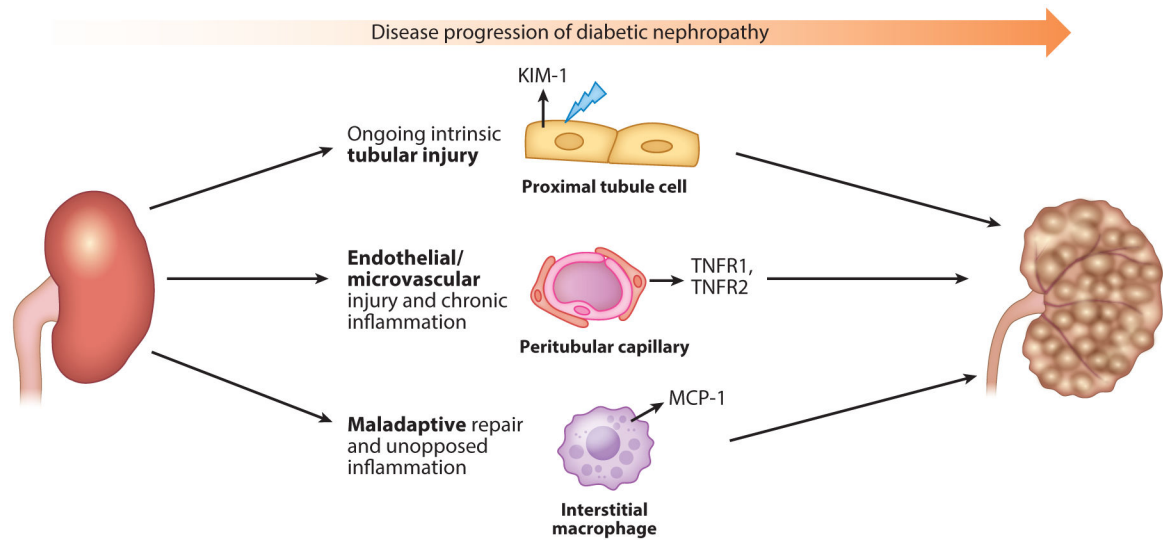 Disease progression of diabetic nephropathy
KIM-1
Ongoing intrinsic
tubular injury
Proximal tubule cell
Endothelial/
microvascular
injury and chronic
inflammation
TNFR1,
TNFR2
Peritubular capillary
MCP-1
Maladaptive repair
and unopposed
inflammation
Interstitial
macrophage